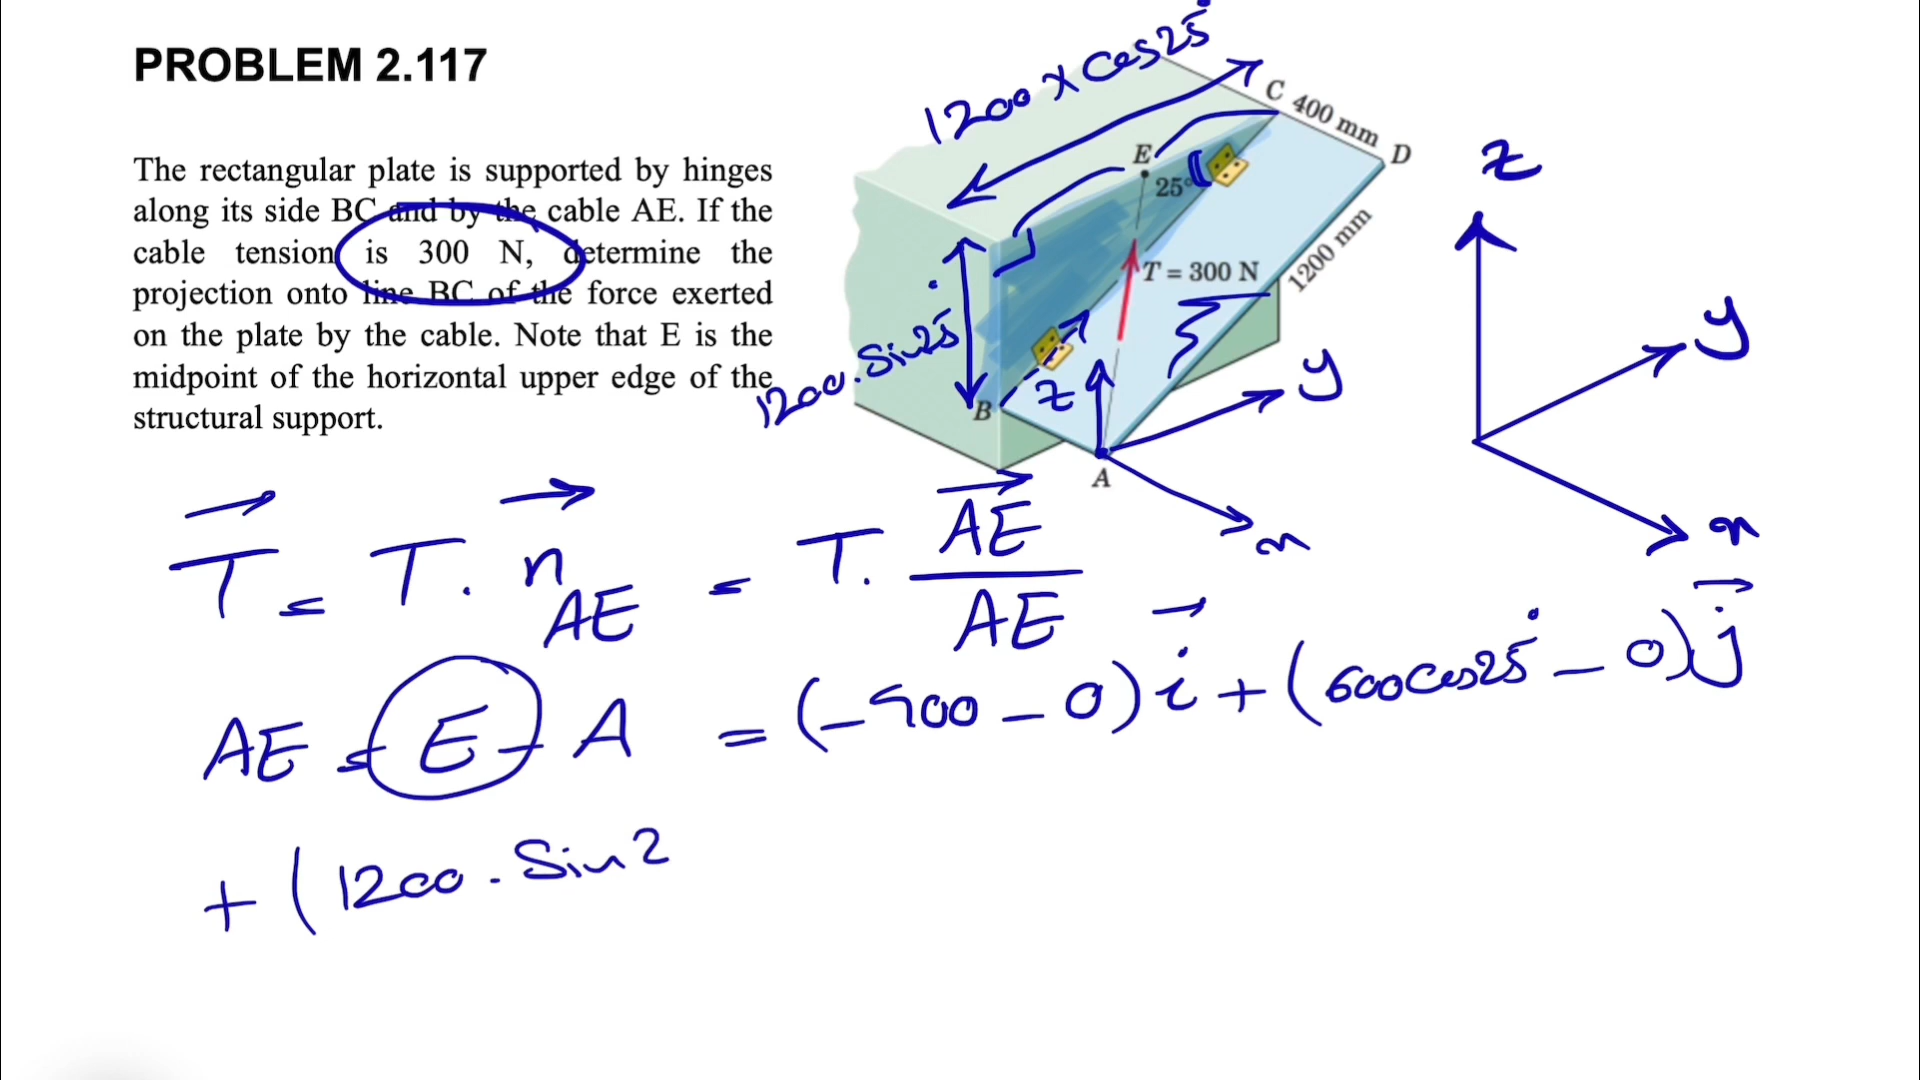 PROBLEM 2.117
The rectangular plate is supported by hinges
along its side BC and by the cable AE. If the
cable tension is 300 N, determine the
projection onto line BC of the force exerted
on the plate by the cable. Note that E is the
midpoint of the horizontal upper edge of the
structural support.
1200 × Cos25°
C 400 mm D
E
25°
T = 300 N
1200 mm
1200.Sin25°
B
z
y
A
x
z
y
x
T = T. n AE = T. AE / AE
AE = E - A = (-400 - 0) i + (600Cos25° - 0) j
+ (1200 . Sin2